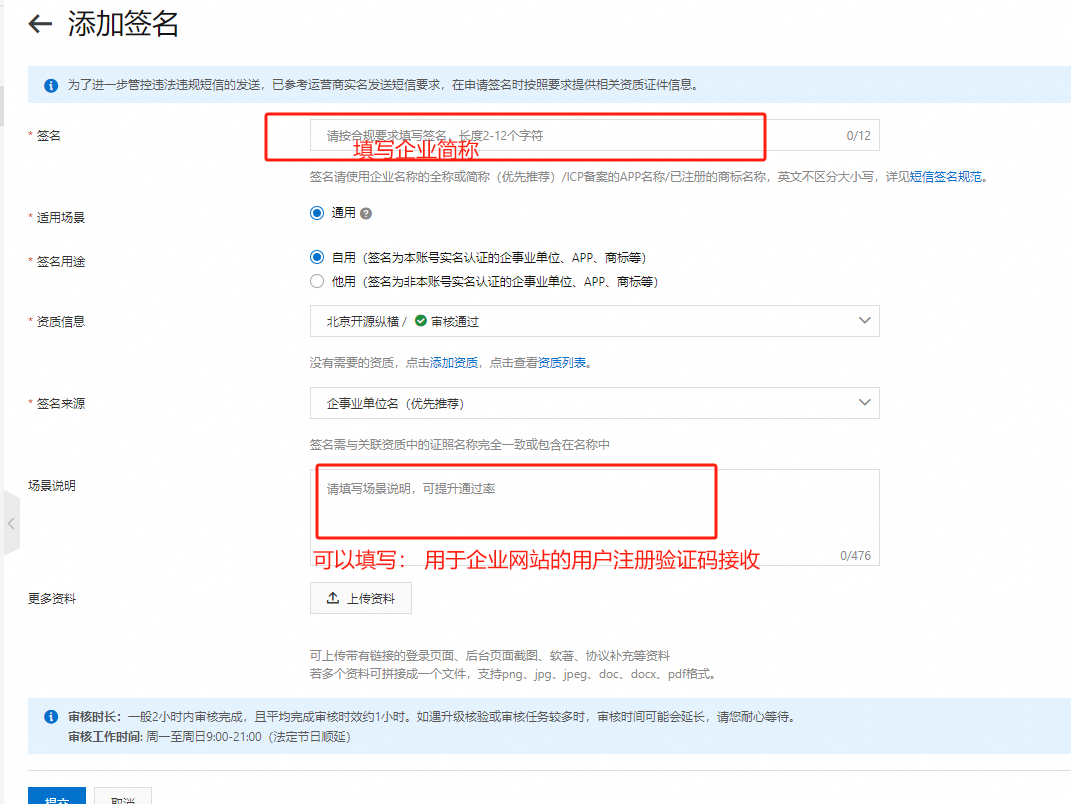 添加签名
为了进一步管控违法违规短信的发送，已参考运营商实名发送短信要求，在申请签名时按照要求提供相关资质证件信息。
* 签名
请按合规要求填写签名，长度2-12个字符
0/12
填写企业简称
签名请使用企业名称的全称或简称（优先推荐）/ICP备案的APP名称/已注册的商标名称，英文不区分大小写，详见短信签名规范。
* 适用场景
通用
* 签名用途
自用（签名为本账号实名认证的企事业单位、APP、商标等）
他用（签名为非本账号实名认证的企事业单位、APP、商标等）
* 资质信息
北京开源纵横 / 审核通过
没有需要的资质，点击添加资质，点击查看资质列表。
* 签名来源
企事业单位名（优先推荐）
签名需与关联资质中的证照名称完全一致或包含在名称中
场景说明
请填写场景说明，可提升通过率
0/476
可以填写： 用于企业网站的用户注册验证码接收
更多资料
上传资料
可上传带有链接的登录页面、后台页面截图、软著、协议补充等资料
若多个资料可拼接成一个文件，支持png、jpg、jpeg、doc、docx、pdf格式。
审核时长：一般2小时内审核完成，且平均完成审核时效约1小时。如遇升级核验或审核任务较多时，审核时间可能会延长，请您耐心等待。
审核工作时间: 周一至周日9:00-21:00（法定节日顺延）
提交
取消